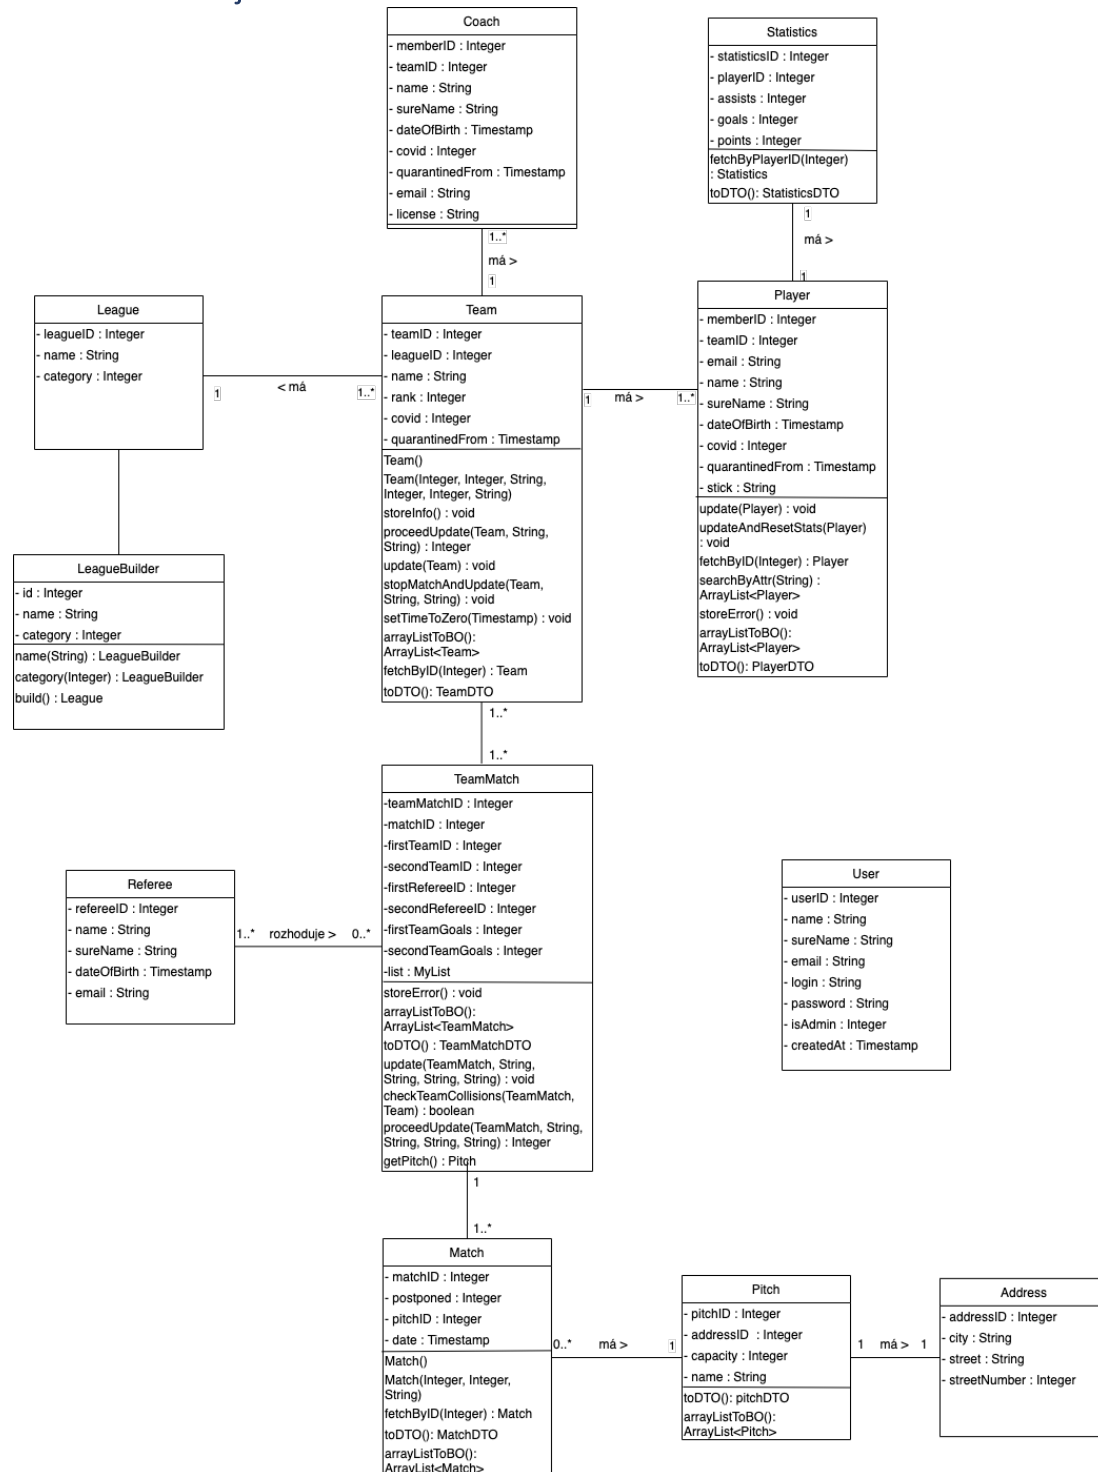 Coach
- memberID : Integer
- teamID : Integer
- name : String
- sureName : String
- dateOfBirth : Timestamp
- covid : Integer
- quarantinedFrom : Timestamp
- email : String
- license : String
Statistics
- statisticsID : Integer
- playerID : Integer
- assists : Integer
- goals : Integer
- points : Integer
fetchByPlayerID(Integer)
: Statistics
toDTO(): StatisticsDTO
1..*
má >
1
1
má >
1
League
- leagueID : Integer
- name : String
- category : Integer
1
< má
1..*
Team
- teamID : Integer
- leagueID : Integer
- name : String
- rank : Integer
- covid : Integer
- quarantinedFrom : Timestamp
Team()
Team(Integer, Integer, String,
Integer, Integer, String)
storeInfo() : void
proceedUpdate(Team, String,
String) : Integer
update(Team) : void
stopMatchAndUpdate(Team,
String, String) : void
setTimeToZero(Timestamp) : void
arrayListToBO():
ArrayList<Team>
fetchByID(Integer) : Team
toDTO(): TeamDTO
1
má >
1..*
Player
- memberID : Integer
- teamID : Integer
- email : String
- name : String
- sureName : String
- dateOfBirth : Timestamp
- covid : Integer
- quarantinedFrom : Timestamp
- stick : String
update(Player) : void
updateAndResetStats(Player)
: void
fetchByID(Integer) : Player
searchByAttr(String) :
ArrayList<Player>
storeError() : void
arrayListToBO():
ArrayList<Player>
toDTO(): PlayerDTO
LeagueBuilder
- id : Integer
- name : String
- category : Integer
name(String) : LeagueBuilder
category(Integer) : LeagueBuilder
build() : League
1..*
1..*
TeamMatch
-teamMatchID : Integer
-matchID : Integer
-firstTeamID : Integer
-secondTeamID : Integer
-firstRefereeID : Integer
-secondRefereeID : Integer
-firstTeamGoals : Integer
-secondTeamGoals : Integer
-list : MyList
storeError() : void
arrayListToBO():
ArrayList<TeamMatch>
toDTO() : TeamMatchDTO
update(TeamMatch, String,
String, String, String) : void
checkTeamCollisions(TeamMatch,
Team) : boolean
proceedUpdate(TeamMatch, String,
String, String, String) : Integer
getPitch() : Pitch
Referee
- refereeID : Integer
- name : String
- sureName : String
- dateOfBirth : Timestamp
- email : String
1..* rozhoduje > 0..*
User
- userID : Integer
- name : String
- sureName : String
- email : String
- login : String
- password : String
- isAdmin : Integer
- createdAt : Timestamp
1
1..*
Match
- matchID : Integer
- postponed : Integer
- pitchID : Integer
- date : Timestamp
Match()
Match(Integer, Integer,
String)
fetchByID(Integer) : Match
toDTO(): MatchDTO
arrayListToBO():
ArrayList<Match>
0..* má > 1
Pitch
- pitchID : Integer
- addressID : Integer
- capacity : Integer
- name : String
toDTO(): pitchDTO
arrayListToBO():
ArrayList<Pitch>
1 má > 1
Address
- addressID : Integer
- city : String
- street : String
- streetNumber : Integer